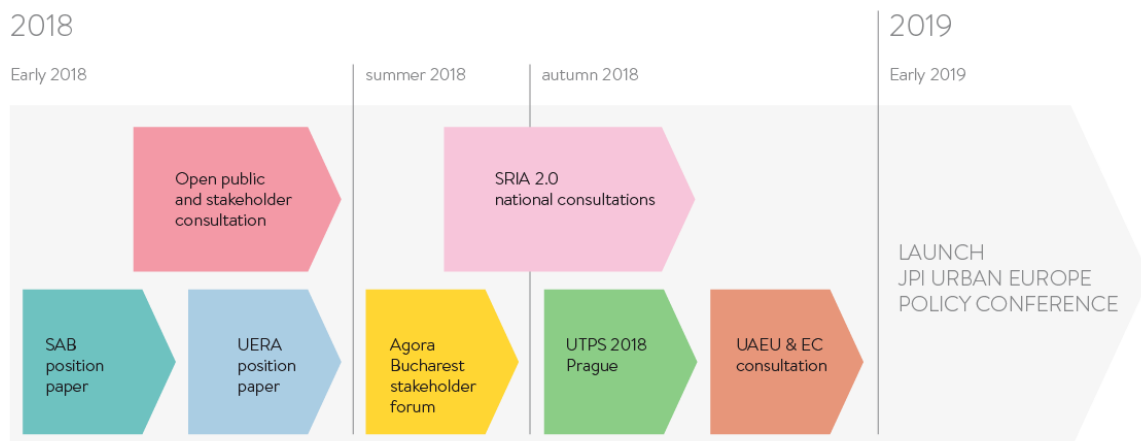 2018
2019
Early 2018
summer 2018
autumn 2018
Early 2019
Open public
and stakeholder
consultation
SRIA 2.0
national consultations
LAUNCH
JPI URBAN EUROPE
POLICY CONFERENCE
SAB
position
paper
UERA
position
paper
Agora
Bucharest
stakeholder
forum
UTPS 2018
Prague
UAEU & EC
consultation